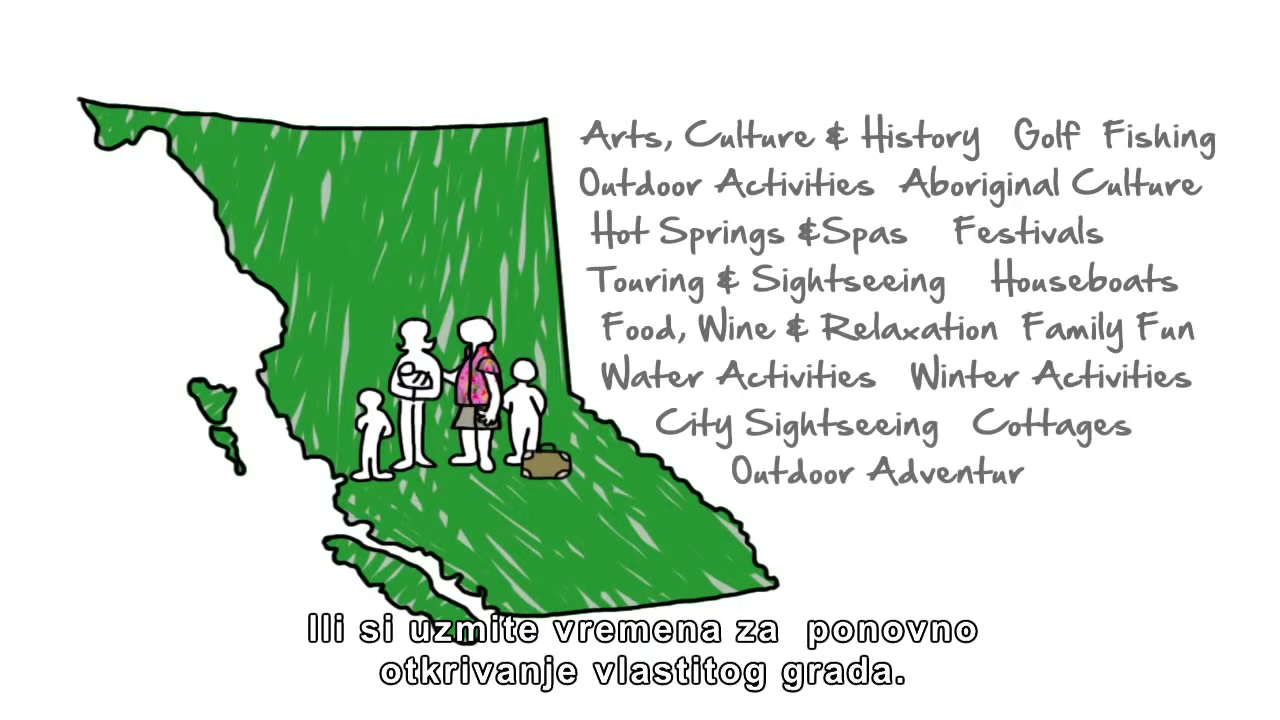 Arts, Culture & History Golf Fishing
Outdoor Activities Aboriginal Culture
Hot Springs &Spas Festivals
Touring & Sightseeing Houseboats
Food, Wine & Relaxation Family Fun
Water Activities Winter Activities
City Sightseeing Cottages
Outdoor Adventur
Ili si uzmite vremena za ponovno
otkrivanje vlastitog grada.